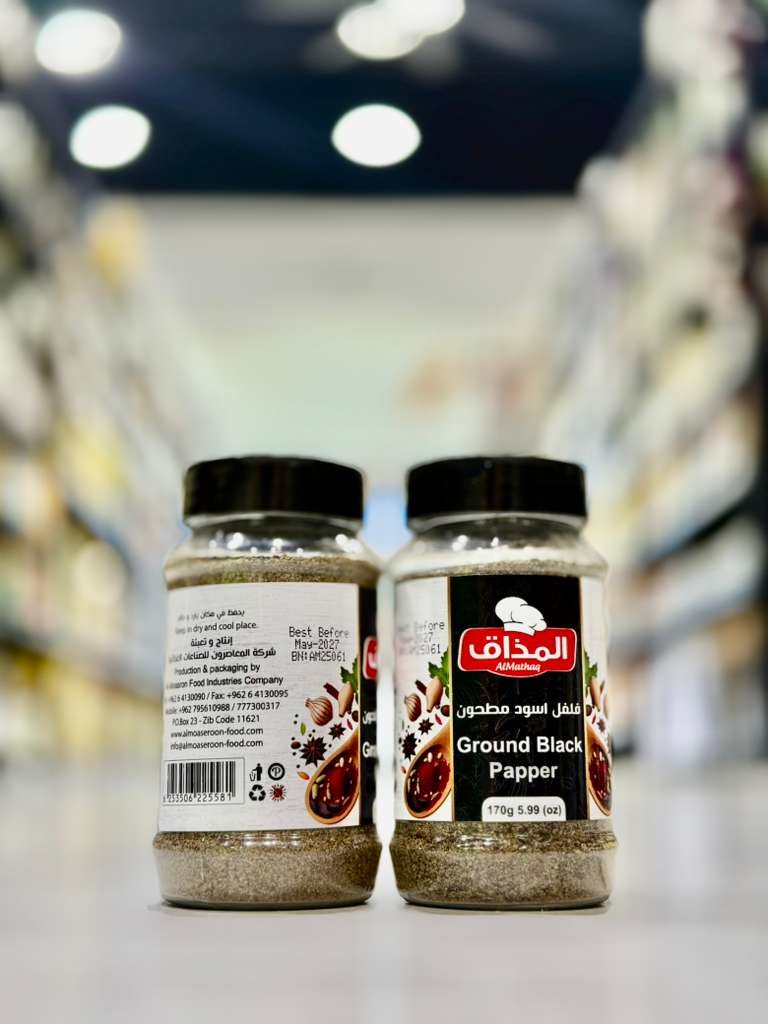 يحفظ في مكان بارد و جاف
Keep in dry and cool place.
إنتاج و تعبئة
شركة المعاصرون للصناعات الغذائية
Production & packaging by
Food Industries Company
+962 6 4130090 / Fax: +962 6 4130095
+962 795610988 / 777300317
P.O.Box 23 - Zib Code 11621
www.almoaseroon-food.com
info@almoaseroon-food.com
6253506225581
Best Before
May-2027
BN:AM25061
Best Before
المذاق
AlMathaq
فلفل اسود مطحون
Ground Black
Papper
170g 5.99 (oz)